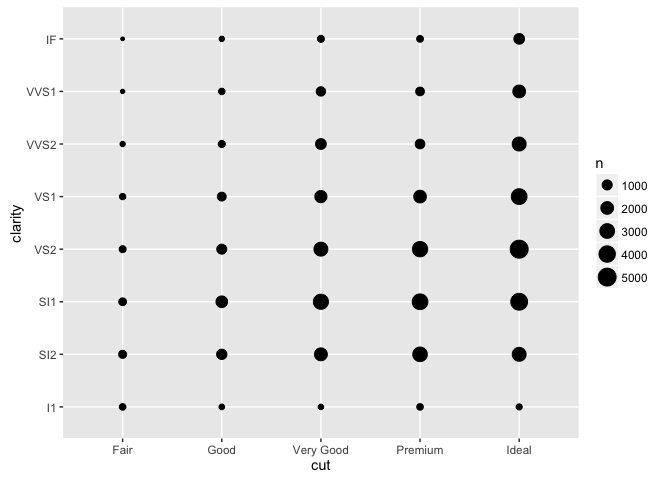 IF
VVS1
VVS2
VS1
VS2
SI1
SI2
I1
clarity
Fair Good Very Good Premium Ideal
cut
n
1000
2000
3000
4000
5000